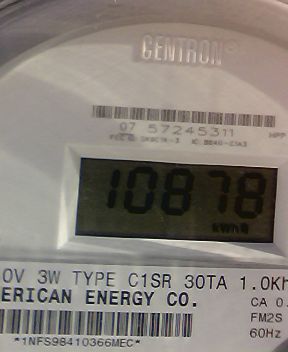 CENTRON®
07 57245311
10878
kWh
0V 3W TYPE C1SR 30TA 1.0Kh
ERICAN ENERGY CO.
CA 0.
FM2S
60Hz
*1NFS98410366MEC*